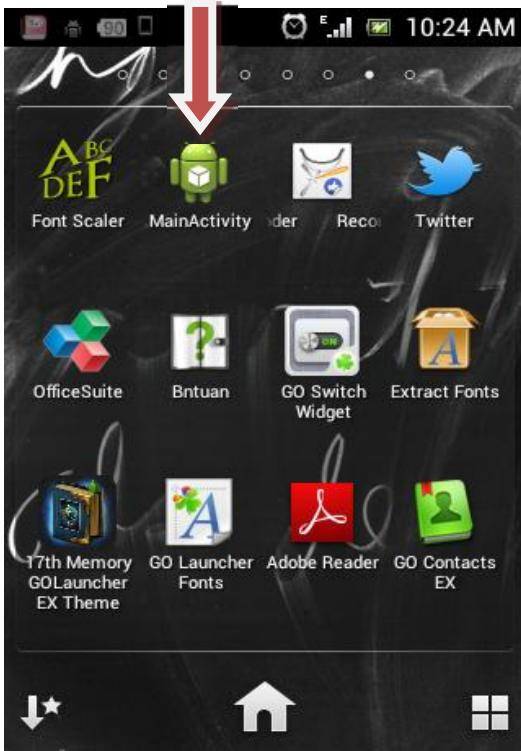 90
E
10:24 AM
ABC
DEF
Font Scaler
MainActivity
der
Reco
Twitter
ON
A
OfficeSuite
Bntuan
GO Switch
Widget
Extract Fonts
A
17th Memory
GOLauncher
EX Theme
GO Launcher
Fonts
Adobe Reader
GO Contacts
EX